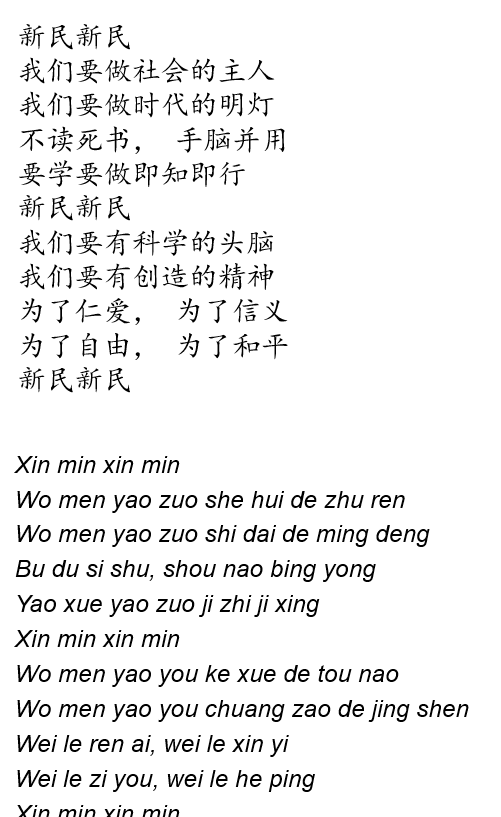 新民新民
我们要做社会的主人
我们要做时代的明灯
不读死书， 手脑并用
要学要做即知即行
新民新民
我们要有科学的头脑
我们要有创造的精神
为了仁爱， 为了信义
为了自由， 为了和平
新民新民
Xin min xin min
Wo men yao zuo she hui de zhu ren
Wo men yao zuo shi dai de ming deng
Bu du si shu, shou nao bing yong
Yao xue yao zuo ji zhi ji xing
Xin min xin min
Wo men yao you ke xue de tou nao
Wo men yao you chuang zao de jing shen
Wei le ren ai, wei le xin yi
Wei le zi you, wei le he ping
Xin min xin min